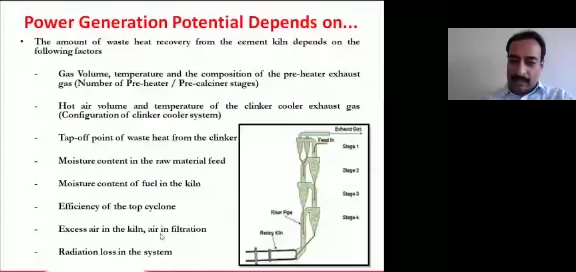 Power Generation Potential Depends on...
• The amount of waste heat recovery from the cement kiln depends on the
following factors
- Gas Volume, temperature and the composition of the pre-heater exhaust
gas (Number of Pre-heater / Pre-calciner stages)
- Hot air volume and temperature of the clinker cooler exhaust gas
(Configuration of clinker cooler system)
- Tap-off point of waste heat from the clinker
- Moisture content in the raw material feed
- Moisture content of fuel in the kiln
- Efficiency of the top cyclone
- Excess air in the kiln, air in filtration
- Radiation loss in the system
Exhaust Gas
Feed In
Stage 1
Stage 2
Stage 3
Stage 4
Riser Pipe
Rotary Kiln